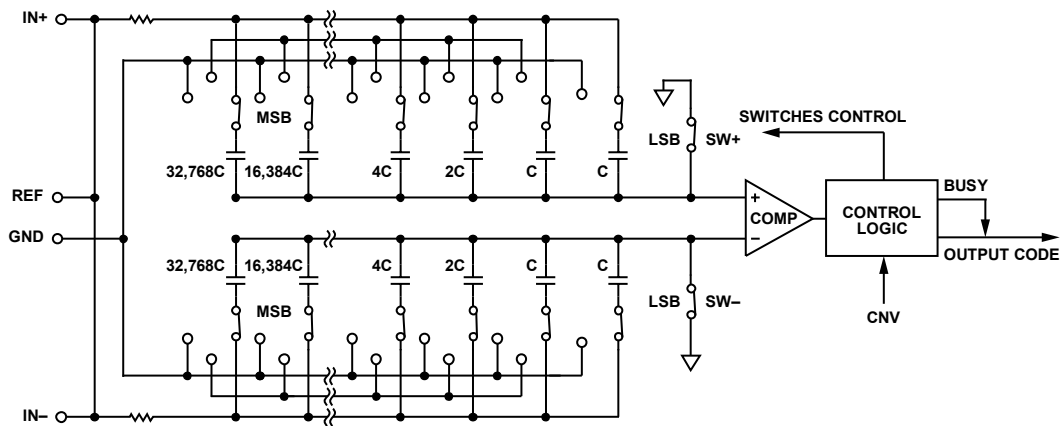 IN+
SWITCHES CONTROL
MSB
LSB SW+
32,768C 16,384C 4C 2C C C
BUSY
REF
+
COMP
CONTROL
LOGIC
GND
–
OUTPUT CODE
32,768C 16,384C 4C 2C C C
MSB
LSB SW–
CNV
IN–